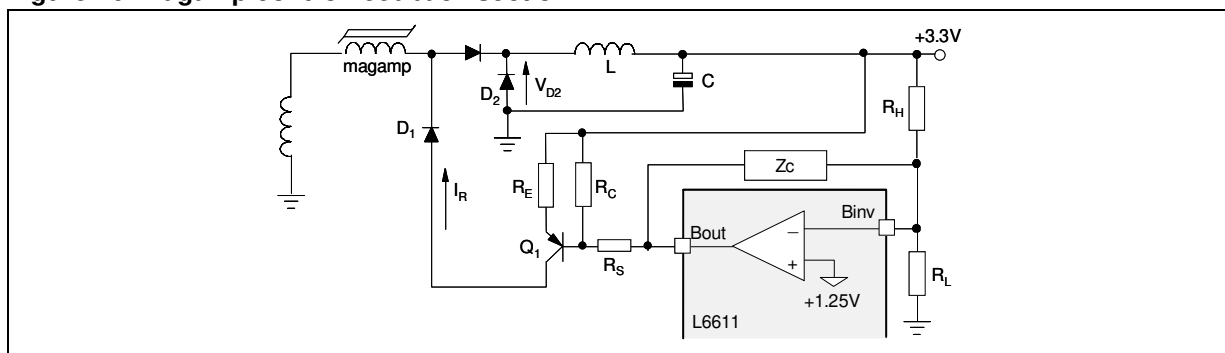 +3.3V
magamp
L
C
D2
VD2
RH
D1
Zc
IR
RE
RC
Bout
Binv
Q1
RS
RL
+1.25V
L6611